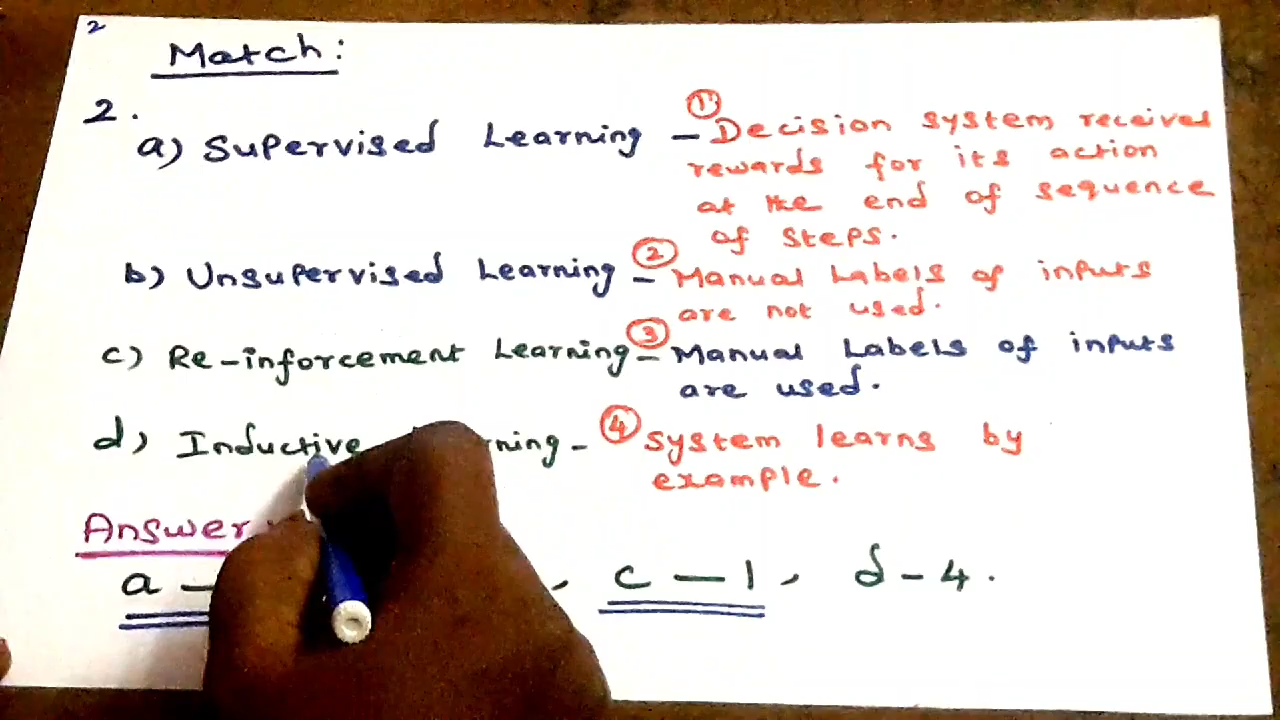 2
Match:
2.
a) Supervised Learning - ① Decision system receives
rewards for its action
at the end of sequence
of steps.
b) Unsupervised Learning - ② Manual Labels of inputs
are not used.
c) Re-inforcement Learning - ③ Manual Labels of inputs
are used.
d) Inductive - ④ System learns by
example.
Answer
a - , c - 1, d - 4.